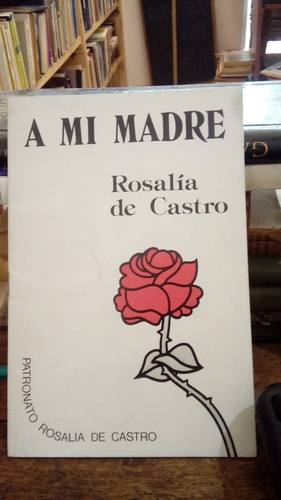 A MI MADRE
Rosalía
de Castro
PATRONATO ROSALIA DE CASTRO